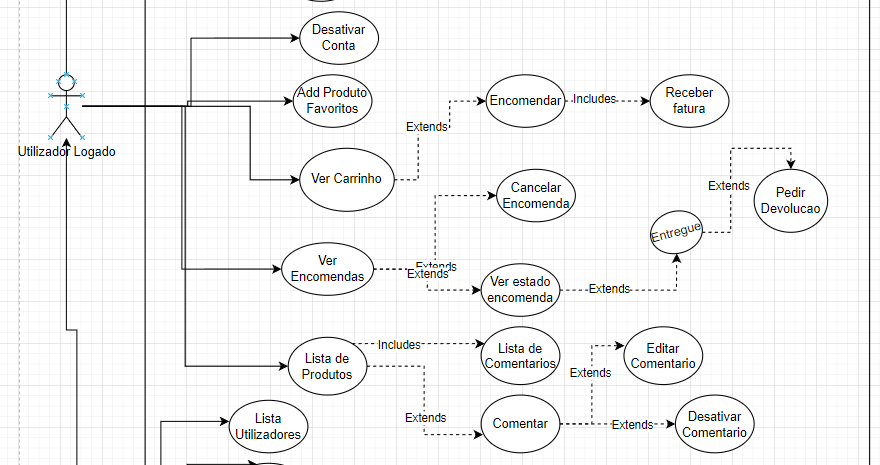 Desativar
Conta
Add Produto
Favoritos
Encomendar
Includes
Receber
fatura
Extends
Utilizador Logado
Ver Carrinho
Cancelar
Encomenda
Extends
Pedir
Devolucao
Entregue
Ver
Encomendas
Extends
Extends
Ver estado
encomenda
Extends
Includes
Lista de
Produtos
Lista de
Comentarios
Editar
Comentario
Extends
Extends
Comentar
Extends
Desativar
Comentario
Lista
Utilizadores